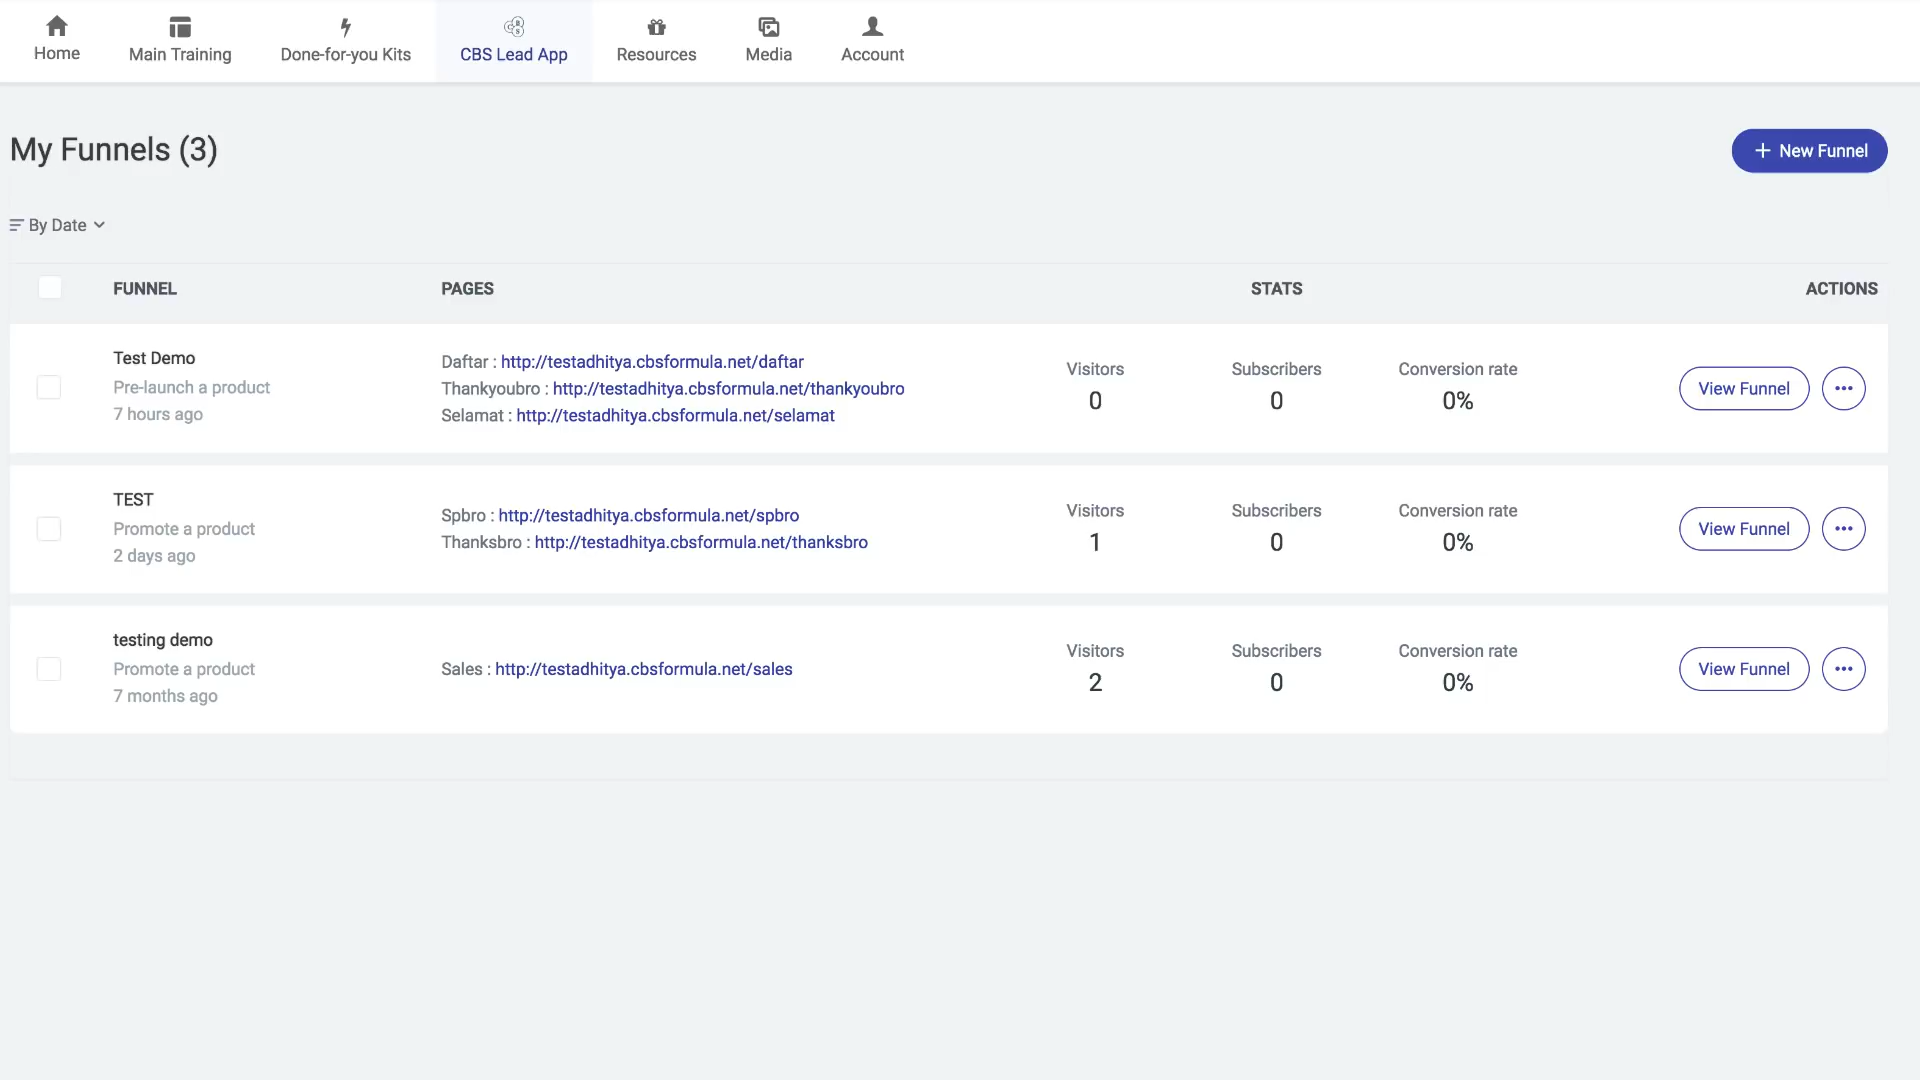 Home
Main Training
Done-for-you Kits
CBS Lead App
Resources
Media
Account
My Funnels (3)
+ New Funnel
By Date
FUNNEL PAGES STATS ACTIONS
Test Demo
Pre-launch a product
7 hours ago
Daftar : http://testadhitya.cbsformula.net/daftar
Thankyoubro : http://testadhitya.cbsformula.net/thankyoubro
Selamat : http://testadhitya.cbsformula.net/selamat
Visitors
0
Subscribers
0
Conversion rate
0%
View Funnel
TEST
Promote a product
2 days ago
Spbro : http://testadhitya.cbsformula.net/spbro
Thanksbro : http://testadhitya.cbsformula.net/thanksbro
Visitors
1
Subscribers
0
Conversion rate
0%
View Funnel
testing demo
Promote a product
7 months ago
Sales : http://testadhitya.cbsformula.net/sales
Visitors
2
Subscribers
0
Conversion rate
0%
View Funnel